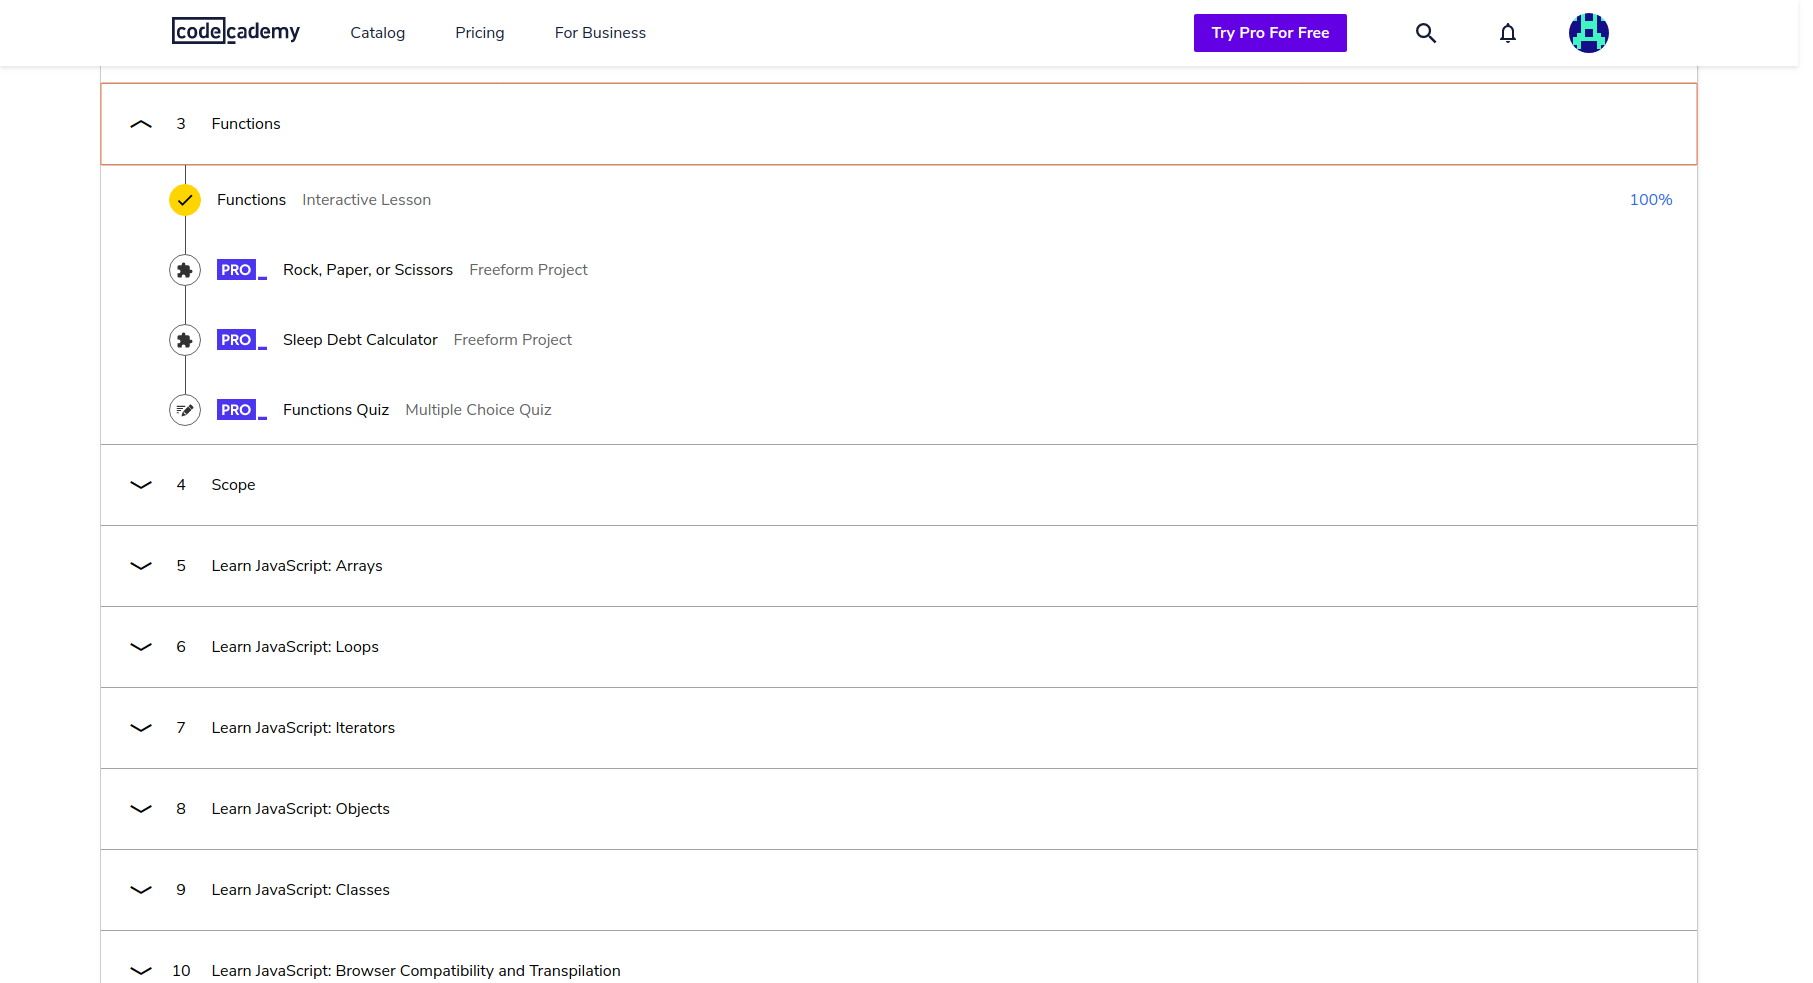 codecademy Catalog Pricing For Business Try Pro For Free
3 Functions
Functions Interactive Lesson 100%
PRO Rock, Paper, or Scissors Freeform Project
PRO Sleep Debt Calculator Freeform Project
PRO Functions Quiz Multiple Choice Quiz
4 Scope
5 Learn JavaScript: Arrays
6 Learn JavaScript: Loops
7 Learn JavaScript: Iterators
8 Learn JavaScript: Objects
9 Learn JavaScript: Classes
10 Learn JavaScript: Browser Compatibility and Transpilation